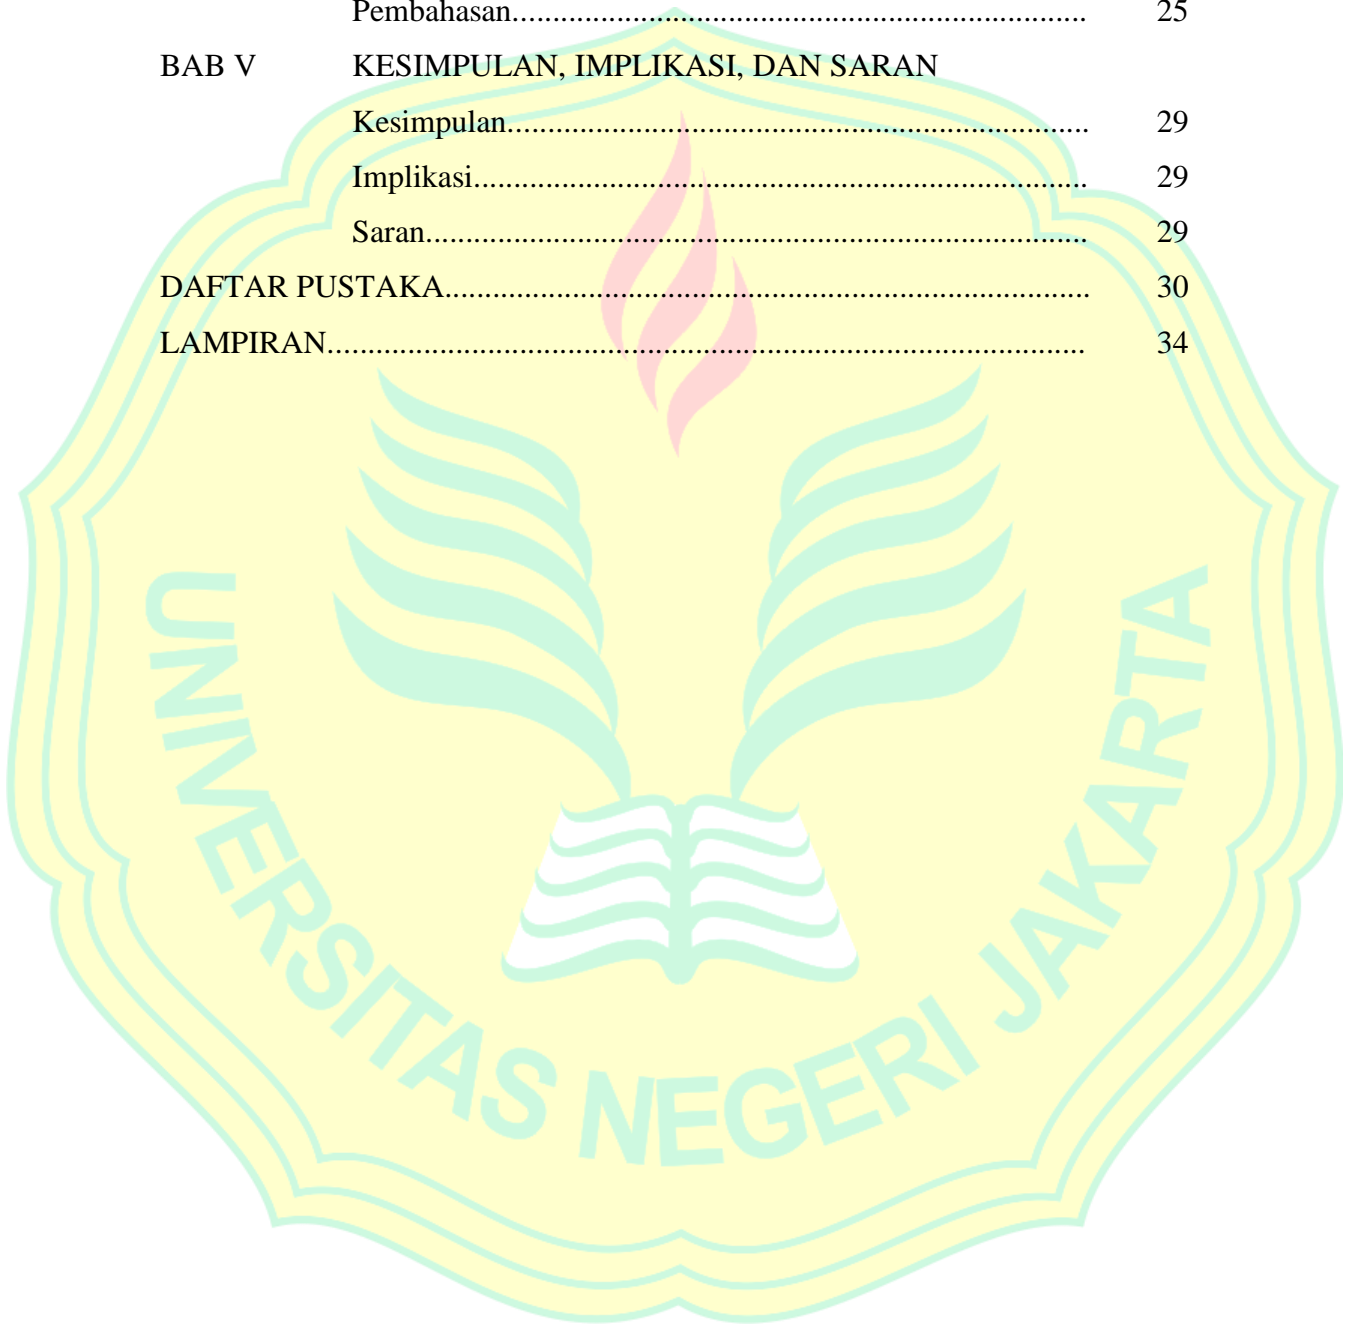 Pembahasan...................................................................... 25
BAB V KESIMPULAN, IMPLIKASI, DAN SARAN
Kesimpulan....................................................................... 29
Implikasi........................................................................... 29
Saran................................................................................. 29
DAFTAR PUSTAKA............................................................................... 30
LAMPIRAN............................................................................................. 34
UNIVERSITAS NEGERI JAKARTA